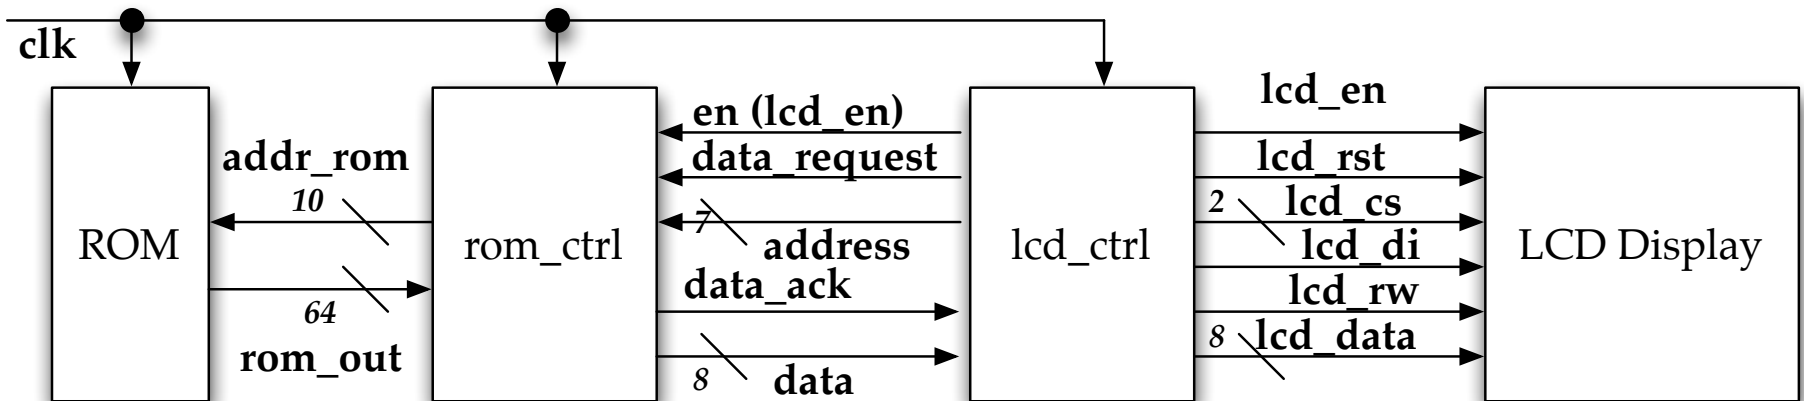 clk
ROM
addr_rom
10
64
rom_out
rom_ctrl
en (lcd_en)
data_request
7
address
data_ack
8
data
lcd_ctrl
lcd_en
lcd_rst
2
lcd_cs
lcd_di
lcd_rw
8
lcd_data
LCD Display